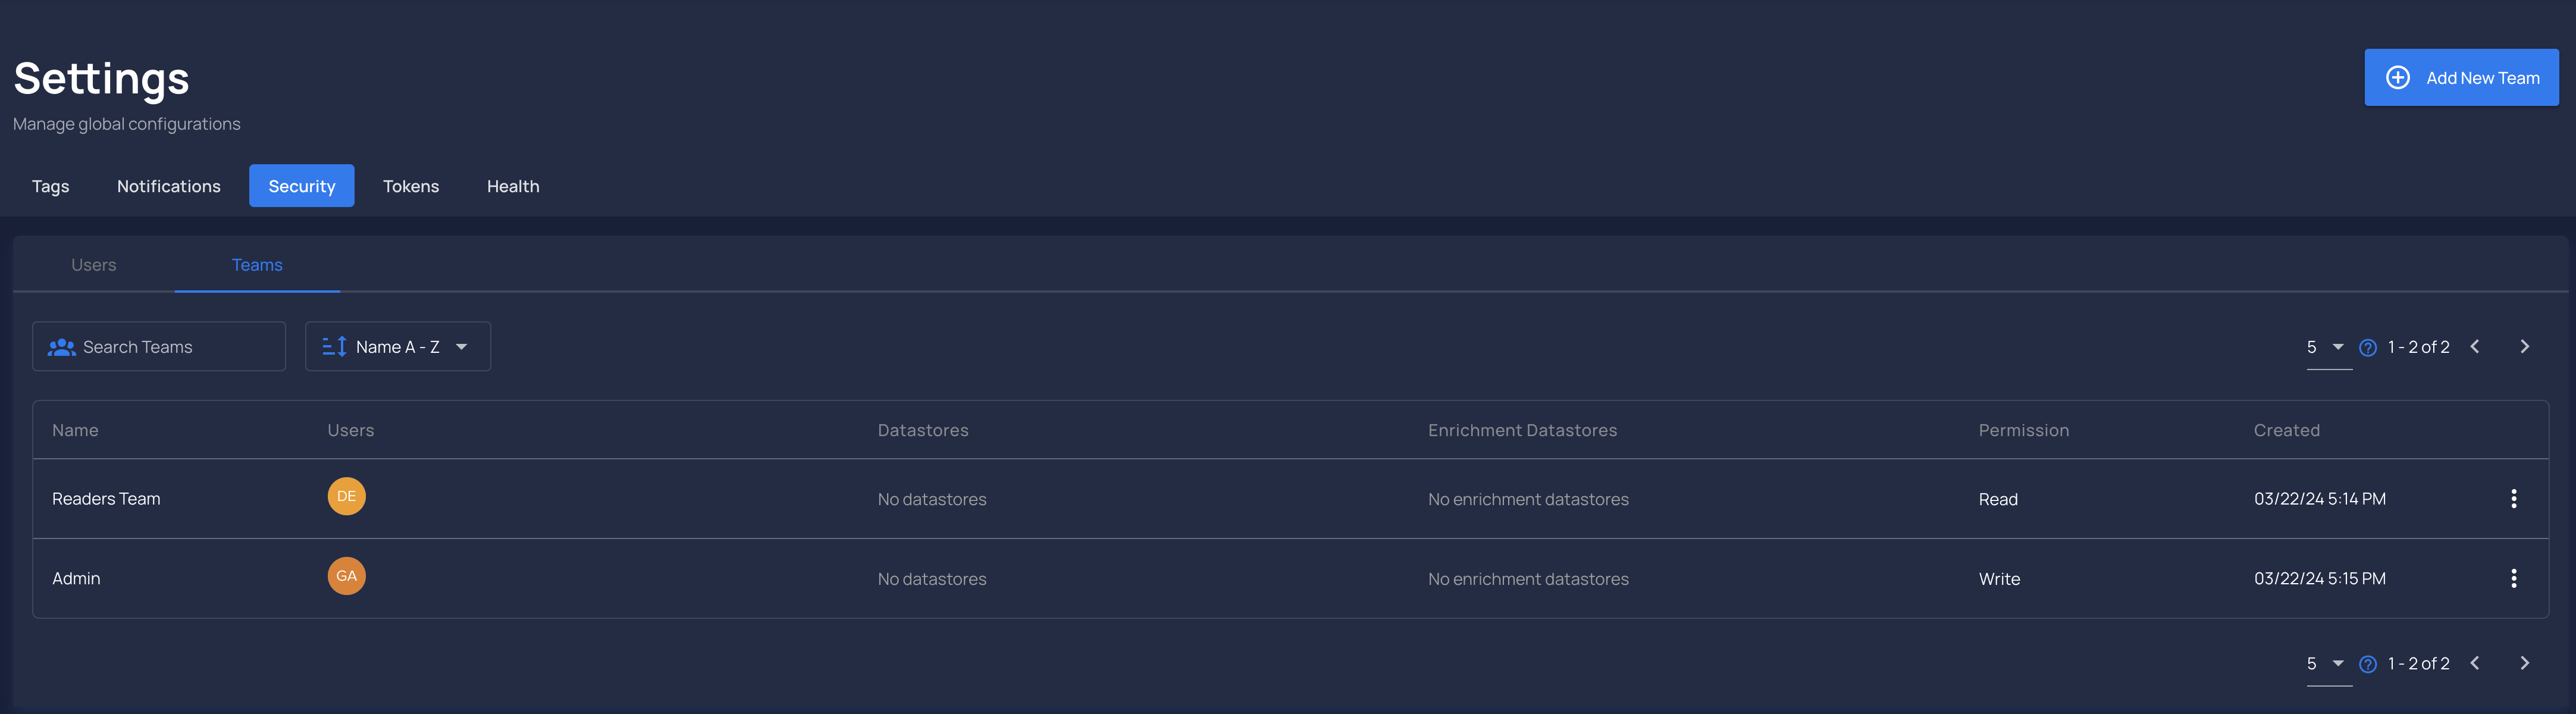 Settings
Add New Team
Manage global configurations
Tags Notifications Security Tokens Health
Users Teams
Search Teams Name A - Z 5 1 - 2 of 2
Name Users Datastores Enrichment Datastores Permission Created
Readers Team DE No datastores No enrichment datastores Read 03/22/24 5:14 PM
Admin GA No datastores No enrichment datastores Write 03/22/24 5:15 PM
5 1 - 2 of 2